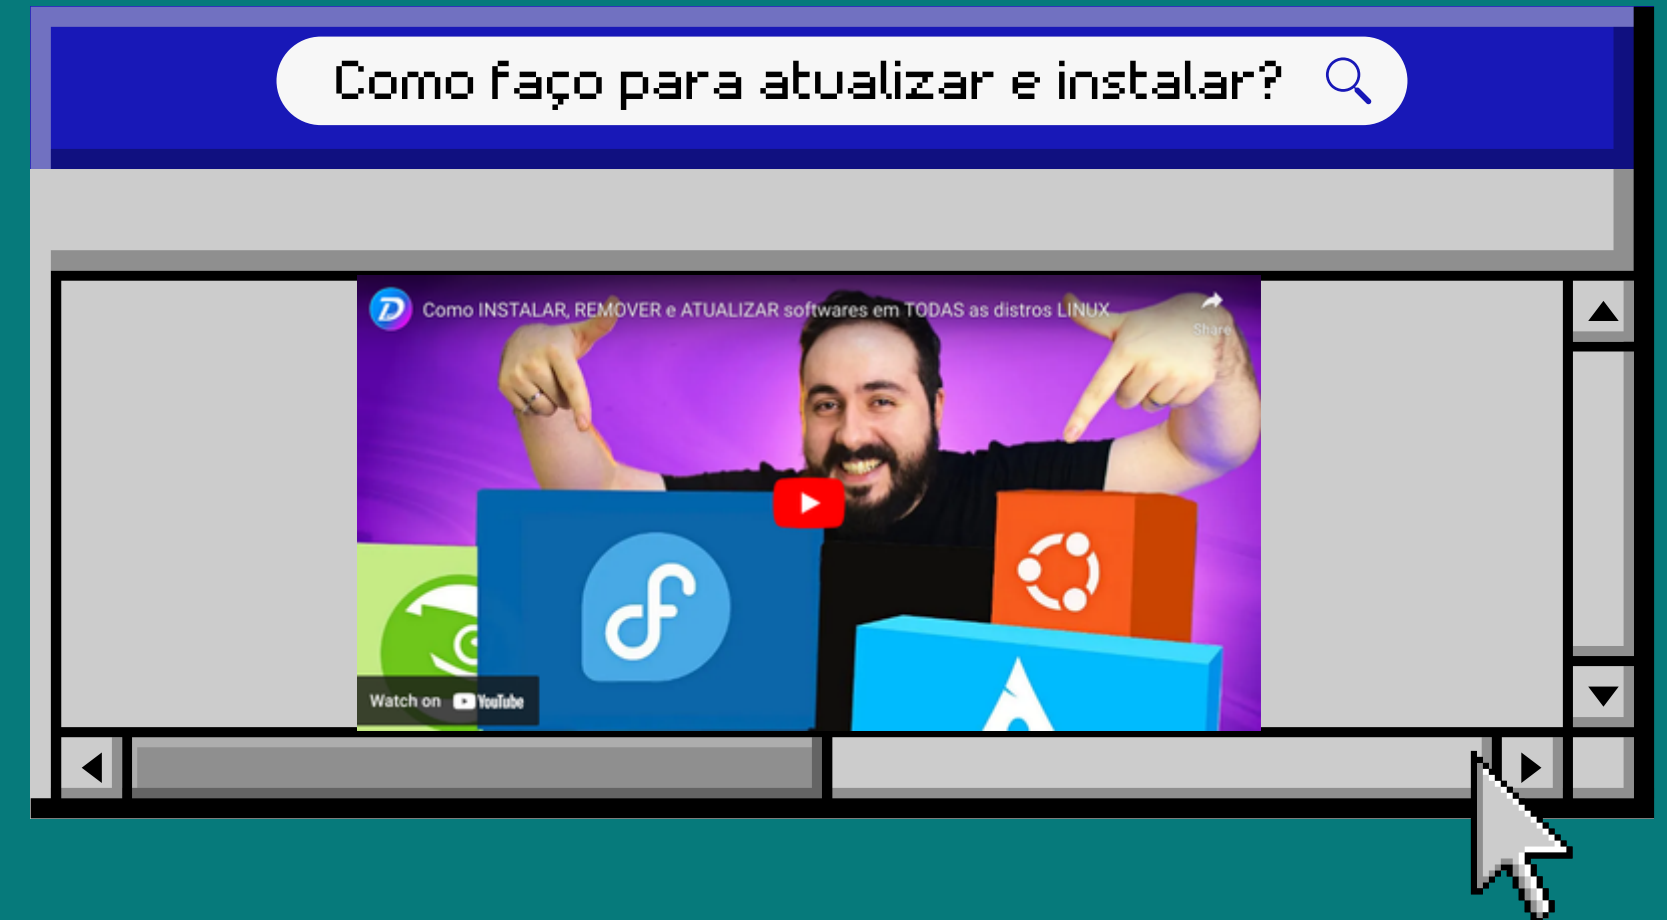 Como faço para atualizar e instalar?
Como INSTALAR, REMOVER e ATUALIZAR softwares em TODAS as distros LINUX
Share
Watch on YouTube